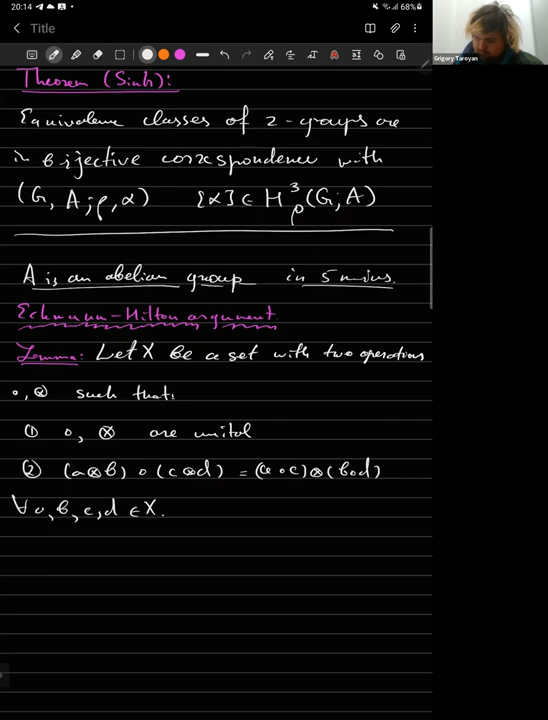 20:14
68%
Title
Grigory Taroyan
Theorem (Sinh):
Equivalence classes of 2-groups are
in bijective correspondence with
(G, A; ρ, α) [α] ∈ H³ρ(G; A)
A is an abelian group in 5 mins.
Eckmann-Hilton argument
Lemma: Let X be a set with two operations
∘, ⊗ such that:
① ∘, ⊗ are unital
② (a⊗b) ∘ (c⊗d) = (a∘c)⊗(b∘d)
∀ a, b, c, d ∈ X.